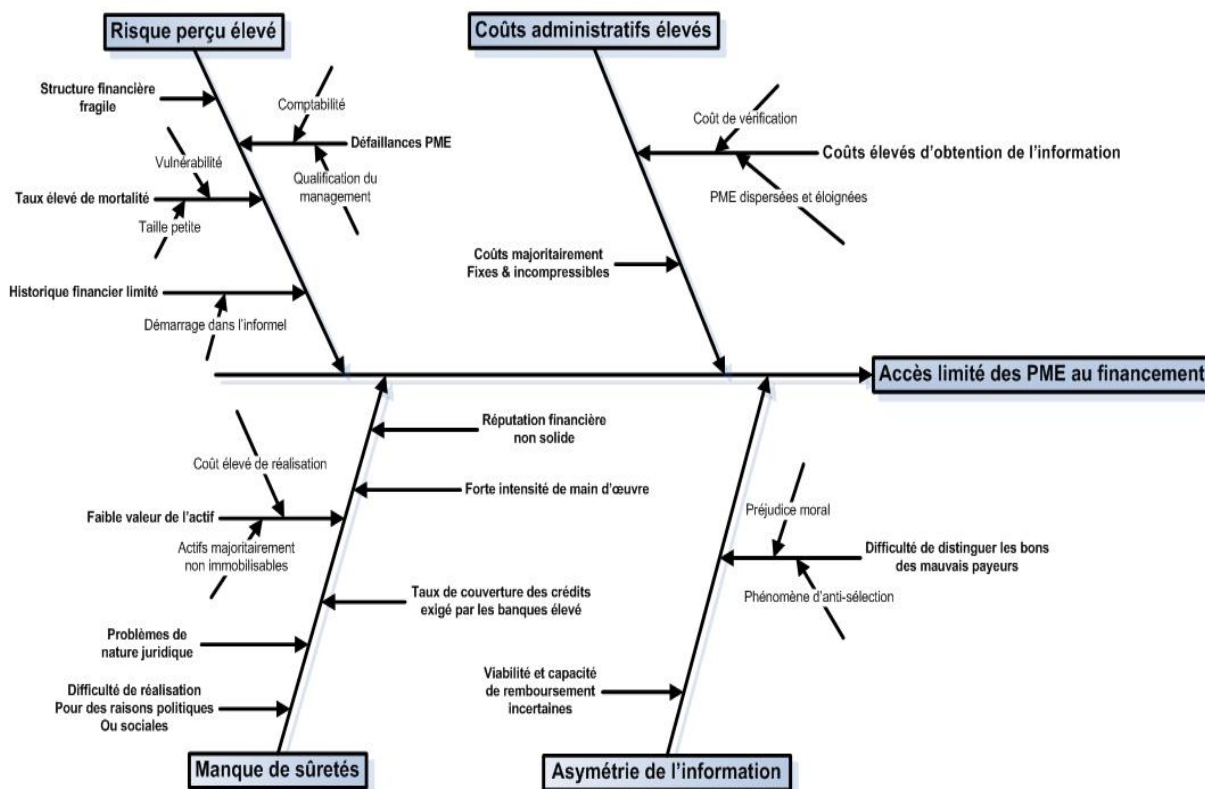 Risque perçu élevé
Coûts administratifs élevés
Structure financière
fragile
Comptabilité
Défaillances PME
Vulnérabilité
Qualification du
management
Taux élevé de mortalité
Taille petite
Historique financier limité
Démarrage dans l'informel
Coût de vérification
Coûts élevés d'obtention de l'information
PME dispersées et éloignées
Coûts majoritairement
Fixes & incompressibles
Accès limité des PME au financement
Réputation financière
non solide
Coût élevé de réalisation
Forte intensité de main d'œuvre
Faible valeur de l'actif
Actifs majoritairement
non immobilisables
Taux de couverture des crédits
exigé par les banques élevé
Problèmes de
nature juridique
Difficulté de réalisation
Pour des raisons politiques
Ou sociales
Préjudice moral
Difficulté de distinguer les bons
des mauvais payeurs
Phénomène d'anti-sélection
Viabilité et capacité
de remboursement
incertaines
Manque de sûretés
Asymétrie de l'information